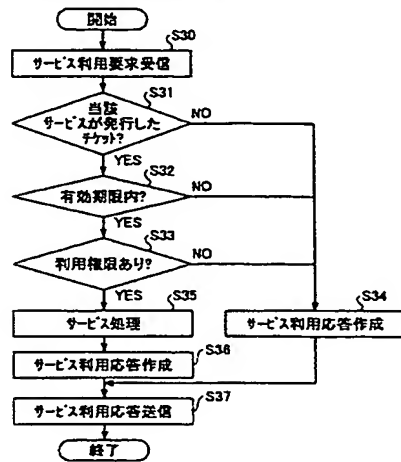 開始
S30
サービス利用要求受信
S31
当該
サービスが発行した
チケット?
NO
YES
S32
有効期限内?
NO
YES
S33
利用権限あり?
NO
YES
S35
サービス処理
S34
サービス利用応答作成
S36
サービス利用応答作成
S37
サービス利用応答送信
終了